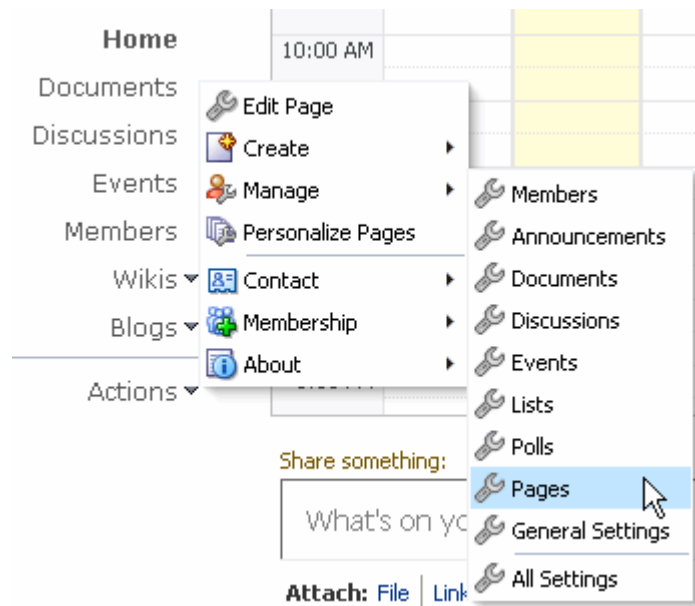 Home
Documents
Discussions
Events
Members
Wikis
Blogs
Actions
10:00 AM
Edit Page
Create
Manage
Personalize Pages
Contact
Membership
About
Members
Announcements
Documents
Discussions
Events
Lists
Polls
Pages
General Settings
All Settings
Share something:
What's on
Attach: File | Link